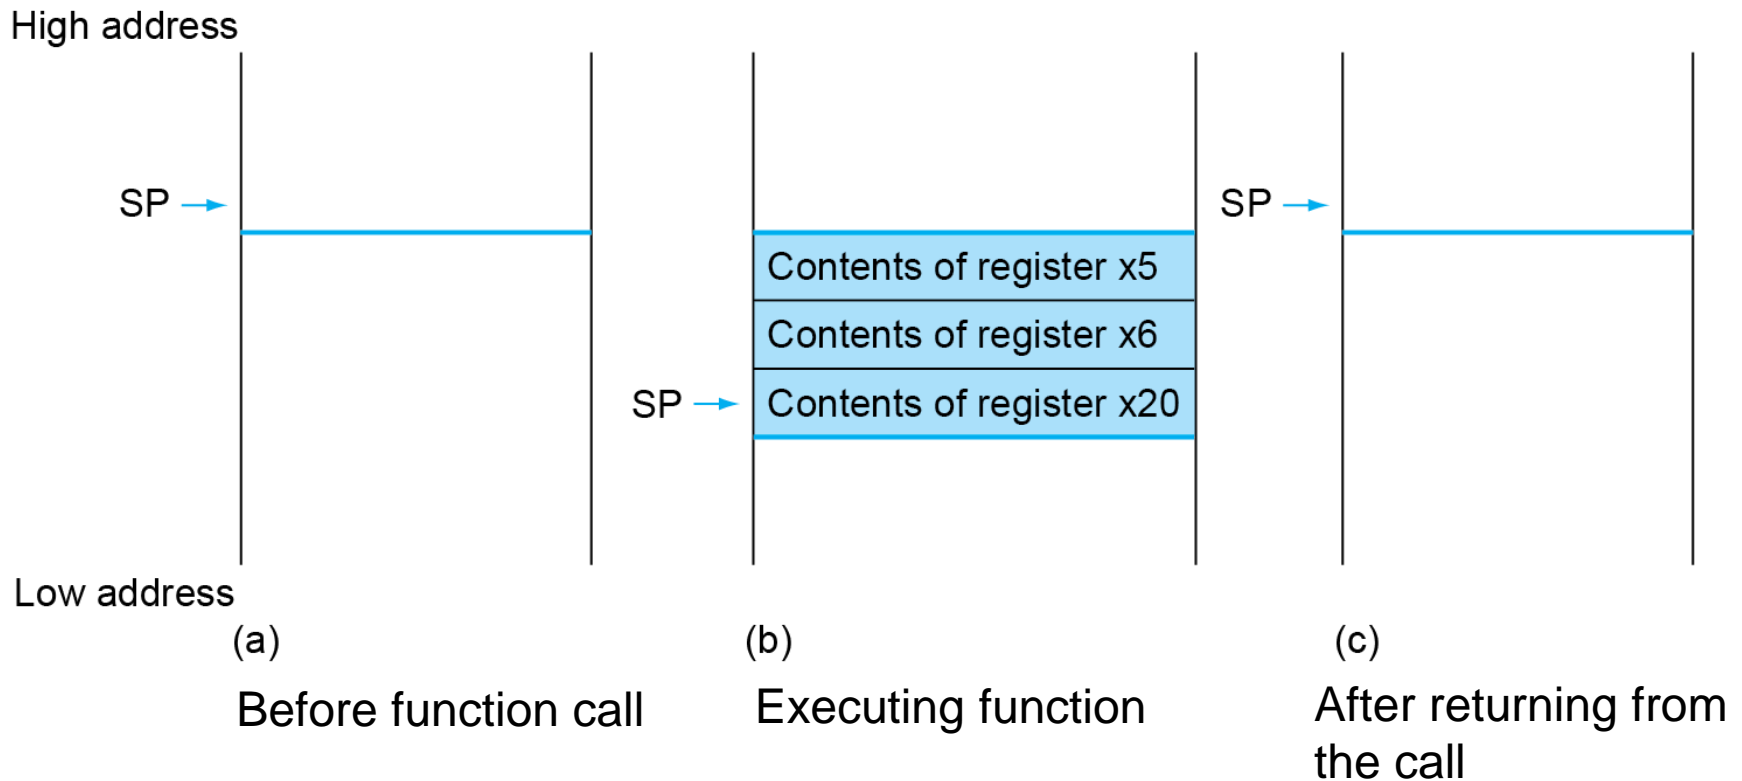 High address
SP
SP
Contents of register x5
Contents of register x6
SP
Contents of register x20
Low address
(a)
(b)
(c)
Before function call
Executing function
After returning from
the call